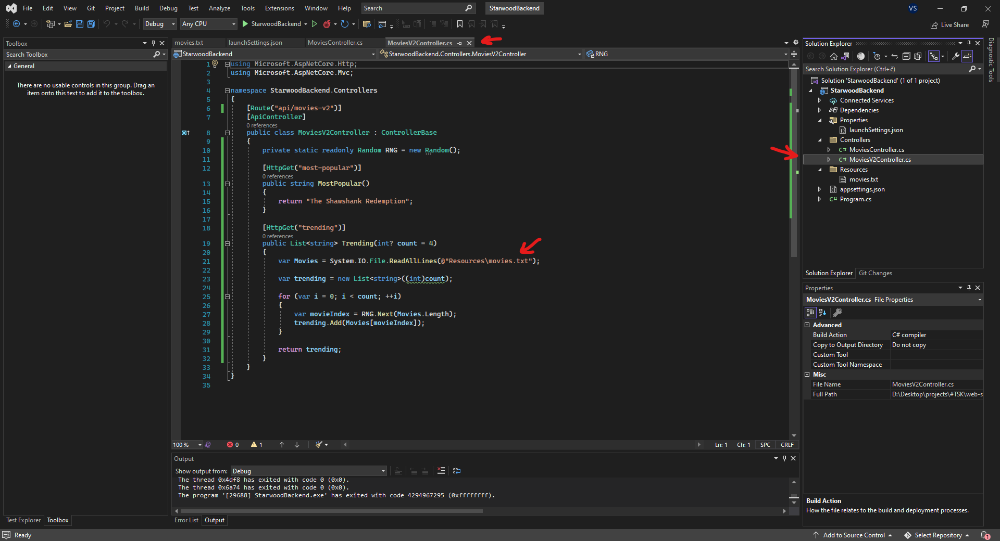 File Edit View Git Project Build Debug Test Analyze Tools Extensions Window Help Search StarwoodBackend VS
Debug Any CPU StarwoodBackend Live Share
Toolbox
Search Toolbox
General
There are no usable controls in this group. Drag an
item onto this text to add it to the toolbox.
Test Explorer Toolbox
movies.txt launchSettings.json MoviesController.cs MoviesV2Controller.cs
StarwoodBackend StarwoodBackend.Controllers.MoviesV2Controller RNG
1 using Microsoft.AspNetCore.Http;
2 using Microsoft.AspNetCore.Mvc;
3
4 namespace StarwoodBackend.Controllers
5 {
6 [Route("api/movies-v2")]
7 [ApiController]
0 references
8 public class MoviesV2Controller : ControllerBase
9 {
10 private static readonly Random RNG = new Random();
11
12 [HttpGet("most-popular")]
0 references
13 public string MostPopular()
14 {
15 return "The Shawshank Redemption";
16 }
17
18 [HttpGet("trending")]
0 references
19 public List<string> Trending(int? count = 4)
20 {
21 var Movies = System.IO.File.ReadAllLines(@"Resources\movies.txt");
22
23 var trending = new List<string>((int)count);
24
25 for (var i = 0; i < count; ++i)
26 {
27 var movieIndex = RNG.Next(Movies.Length);
28 trending.Add(Movies[movieIndex]);
29 }
30
31 return trending;
32 }
33 }
34 }
35
100 % 0 1 Ln: 1 Ch: 1 SPC CRLF
Output
Show output from: Debug
The thread 0x4df8 has exited with code 0 (0x0).
The thread 0x6a74 has exited with code 0 (0x0).
The program '[29688] StarwoodBackend.exe' has exited with code 4294967295 (0xffffffff).
Error List Output
Solution Explorer
Search Solution Explorer (Ctrl+č)
Solution 'StarwoodBackend' (1 of 1 project)
StarwoodBackend
Connected Services
Dependencies
Properties
launchSettings.json
Controllers
C# MoviesController.cs
C# MoviesV2Controller.cs
Resources
movies.txt
appsettings.json
C# Program.cs
Solution Explorer Git Changes
Properties
MoviesV2Controller.cs File Properties
Advanced
Build Action C# compiler
Copy to Output Directory Do not copy
Custom Tool
Custom Tool Namespace
Misc
File Name MoviesV2Controller.cs
Full Path D:\Desktop\projects\#TSK\web-s
Build Action
How the file relates to the build and deployment processes.
Diagnostic Tools
Ready Add to Source Control Select Repository 1